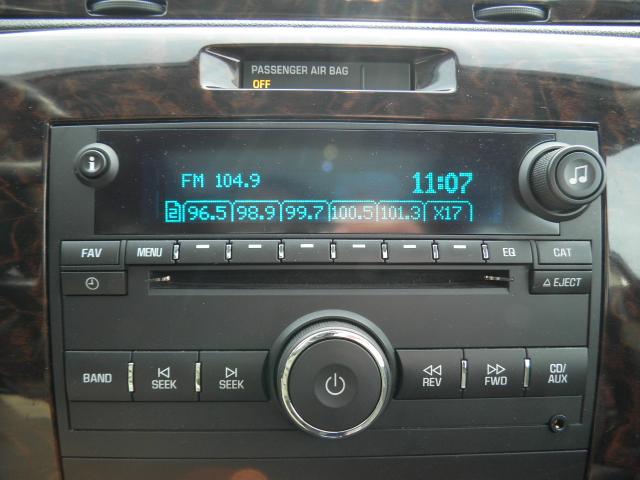 PASSENGER AIR BAG
OFF
i
FM 104.9 11:07
2 96.5 98.9 99.7 100.5 101.3 X17
FAV MENU EQ CAT
EJECT
BAND SEEK SEEK REV FWD CD/
AUX